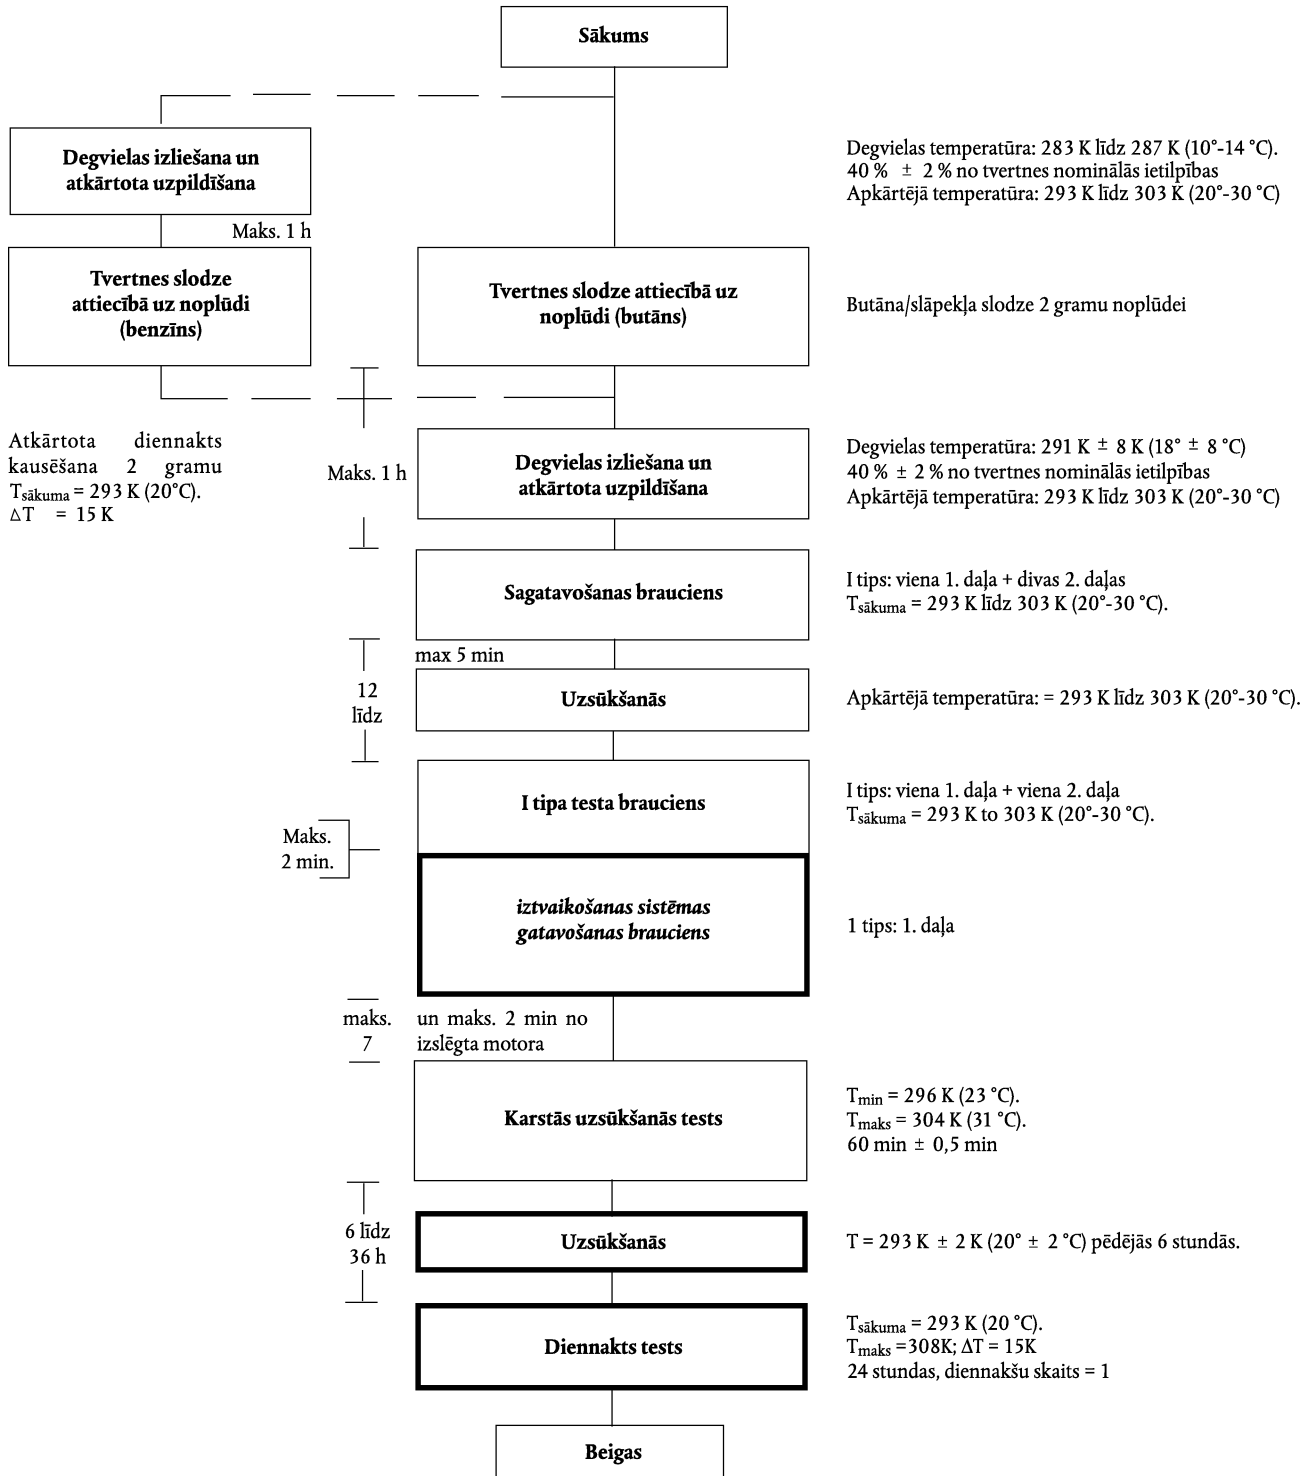 Sākums
Degvielas izliešana un
atkārtota uzpildīšana
Degvielas temperatūra: 283 K līdz 287 K (10°-14 °C).
40 % ± 2 % no tvertnes nominālās ietilpības
Apkārtējā temperatūra: 293 K līdz 303 K (20°-30 °C)
Maks. 1 h
Tvertnes slodze
attiecībā uz noplūdi
(benzīns)
Tvertnes slodze attiecībā uz
noplūdi (butāns)
Butāna/slāpekļa slodze 2 gramu noplūdei
Atkārtota diennakts
kausēšana 2 gramu
Tsākuma = 293 K (20°C).
ΔT = 15 K
Maks. 1 h
Degvielas izliešana un
atkārtota uzpildīšana
Degvielas temperatūra: 291 K ± 8 K (18° ± 8 °C)
40 % ± 2 % no tvertnes nominālās ietilpības
Apkārtējā temperatūra: 293 K līdz 303 K (20°-30 °C)
Sagatavošanas brauciens
I tips: viena 1. daļa + divas 2. daļas
Tsākuma = 293 K līdz 303 K (20°-30 °C).
max 5 min
12
līdz
Uzsūkšanās
Apkārtējā temperatūra: = 293 K līdz 303 K (20°-30 °C).
I tipa testa brauciens
I tips: viena 1. daļa + viena 2. daļa
Tsākuma = 293 K to 303 K (20°-30 °C).
Maks.
2 min.
iztvaikošanas sistēmas
gatavošanas brauciens
1 tips: 1. daļa
maks.
7
un maks. 2 min no
izslēgta motora
Karstās uzsūkšanās tests
Tmin = 296 K (23 °C).
Tmaks = 304 K (31 °C).
60 min ± 0,5 min
6 līdz
36 h
Uzsūkšanās
T = 293 K ± 2 K (20° ± 2 °C) pēdējās 6 stundās.
Diennakts tests
Tsākuma = 293 K (20 °C).
Tmaks =308K; ΔT = 15K
24 stundas, diennakšu skaits = 1
Beigas